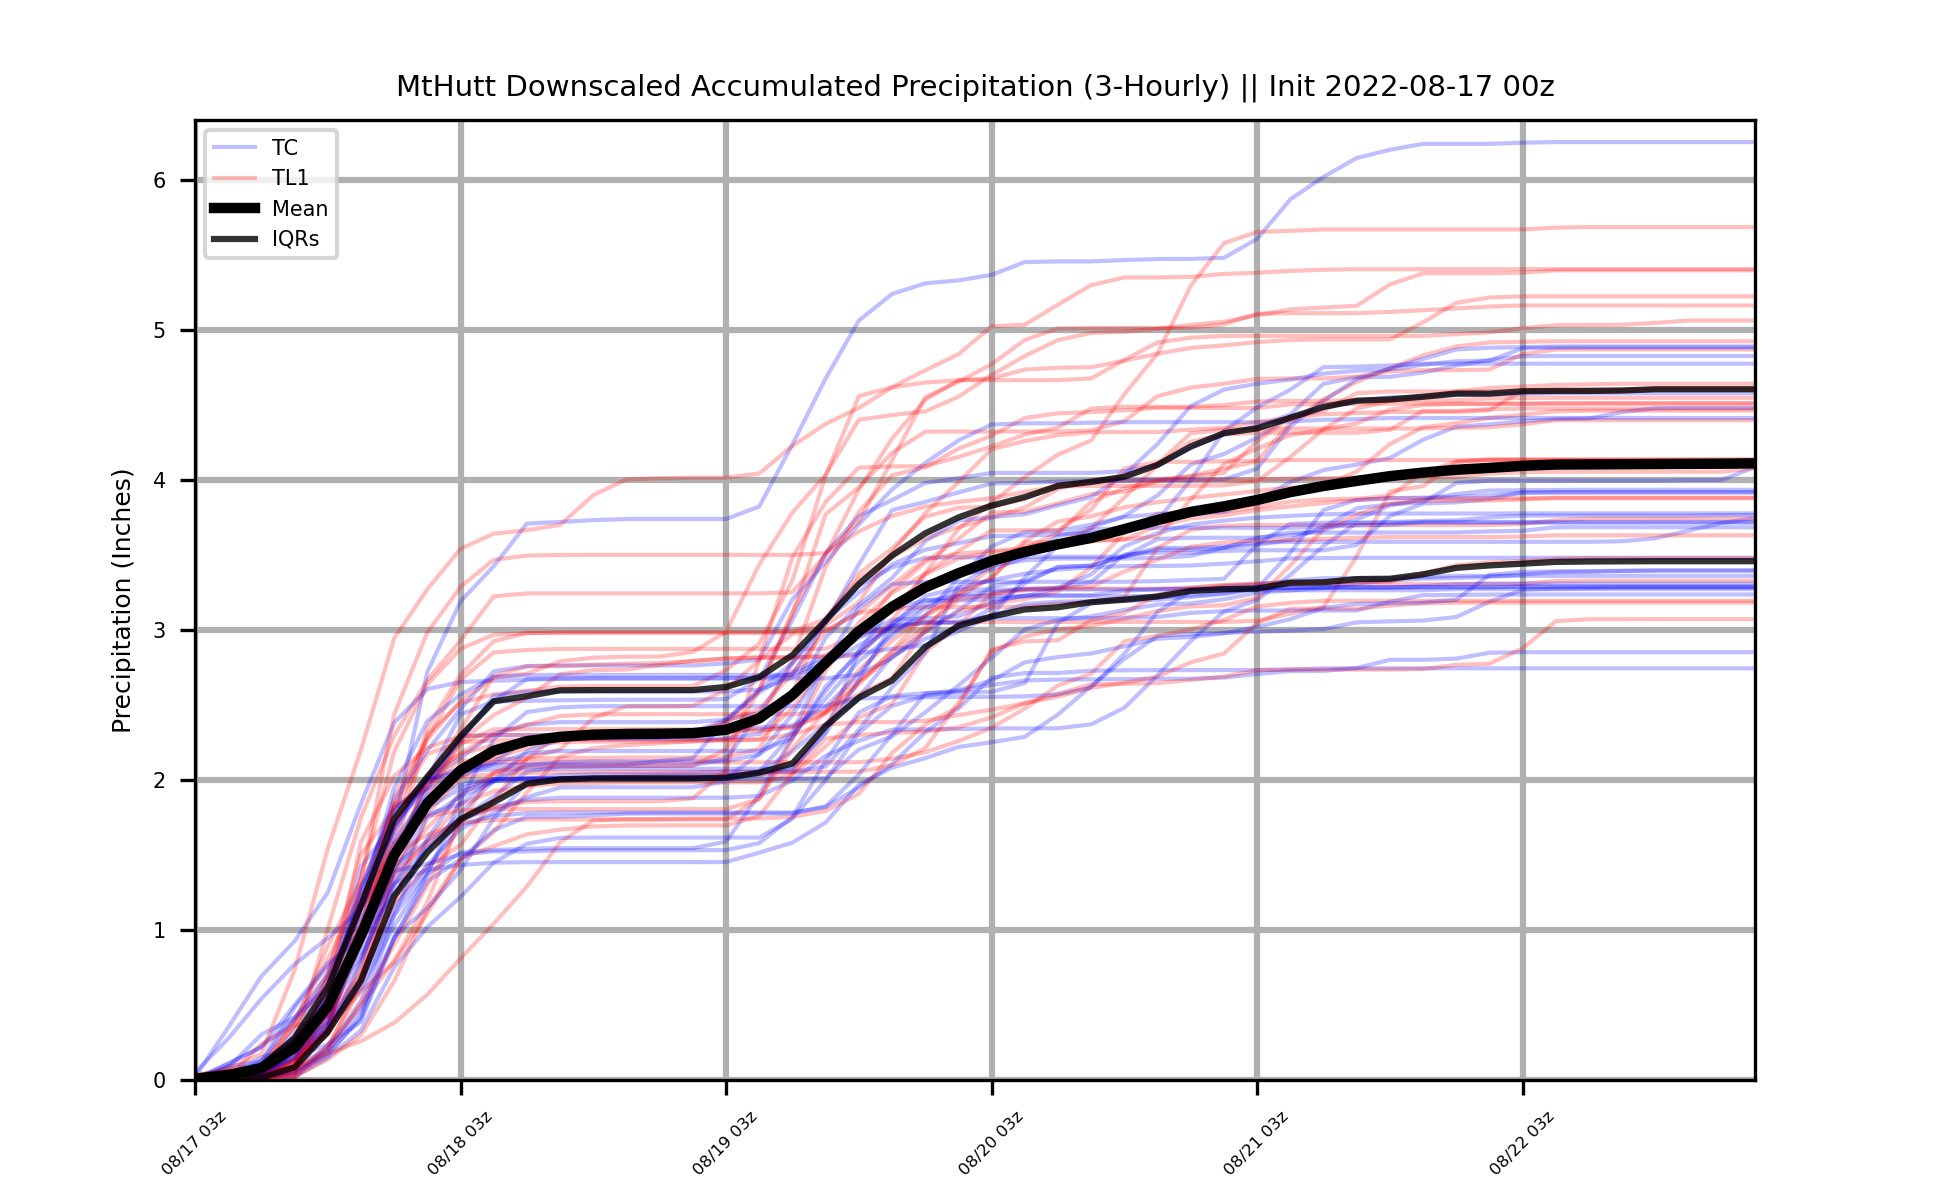 MtHutt Downscaled Accumulated Precipitation (3-Hourly) || Init 2022-08-17 00z
TC
TL1
Mean
IQRs
Precipitation (Inches)
6
5
4
3
2
1
0
08/17 03z
08/18 03z
08/19 03z
08/20 03z
08/21 03z
08/22 03z